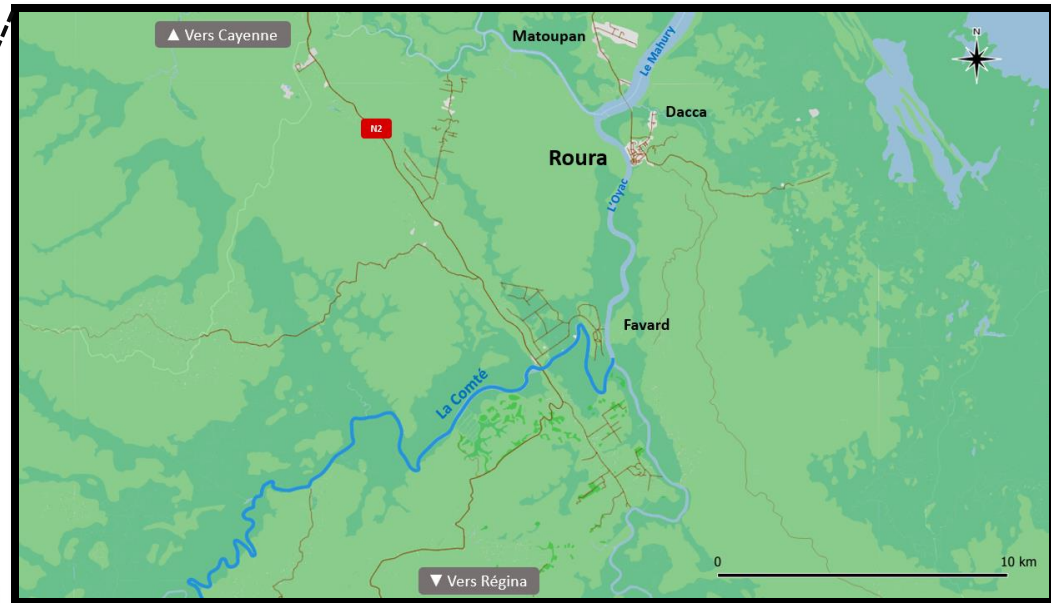 ▲ Vers Cayenne
Matoupan
Le Mahury
N
N2
Dacca
Roura
L'Oyac
Favard
La Comté
0 10 km
▼ Vers Régina